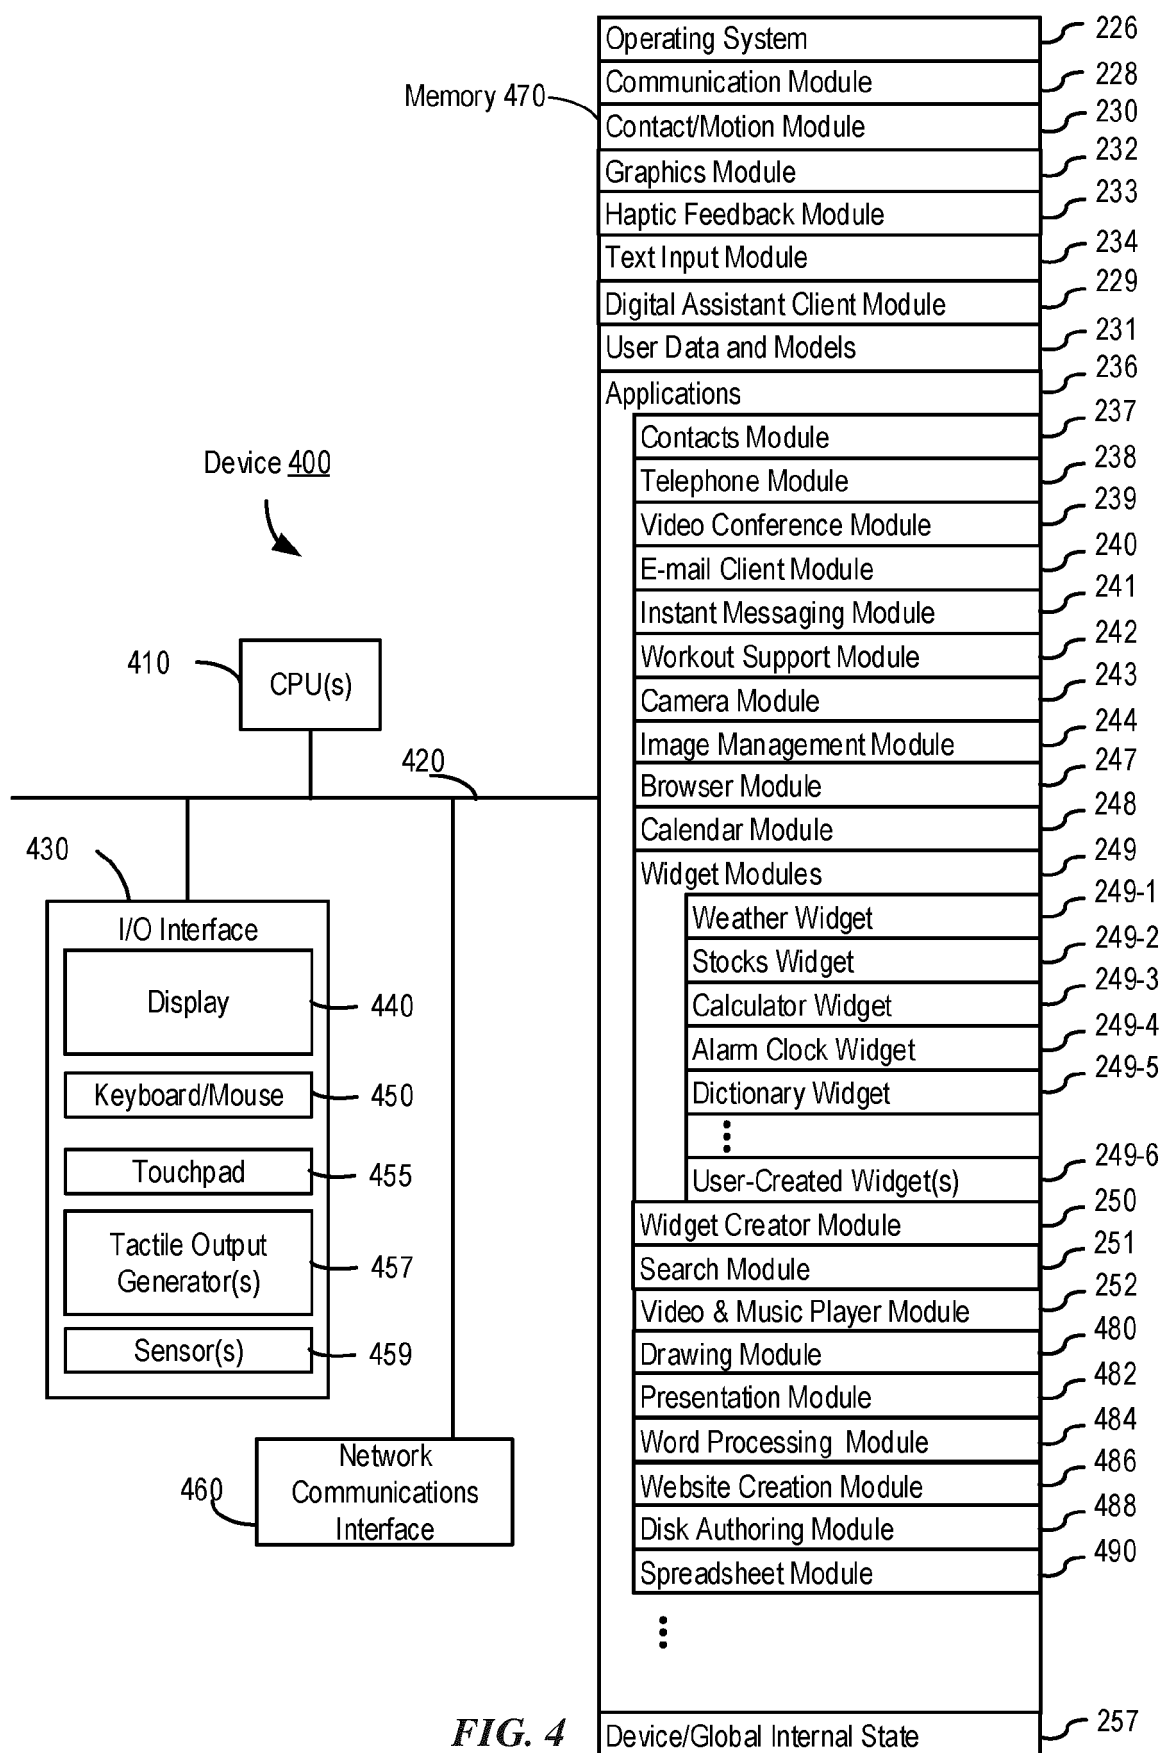 Operating System 226
Communication Module 228
Memory 470
Contact/Motion Module 230
Graphics Module 232
Haptic Feedback Module 233
Text Input Module 234
Digital Assistant Client Module 229
User Data and Models 231
Applications 236
Contacts Module 237
Telephone Module 238
Video Conference Module 239
E-mail Client Module 240
Instant Messaging Module 241
Workout Support Module 242
Camera Module 243
Image Management Module 244
Browser Module 247
Calendar Module 248
Widget Modules 249
Weather Widget 249-1
Stocks Widget 249-2
Calculator Widget 249-3
Alarm Clock Widget 249-4
Dictionary Widget 249-5
User-Created Widget(s) 249-6
Widget Creator Module 250
Search Module 251
Video & Music Player Module 252
Drawing Module 480
Presentation Module 482
Word Processing Module 484
Website Creation Module 486
Disk Authoring Module 488
Spreadsheet Module 490
Device/Global Internal State 257
Device 400
410
CPU(s)
420
430
I/O Interface
Display 440
Keyboard/Mouse 450
Touchpad 455
Tactile Output
Generator(s) 457
Sensor(s) 459
460
Network
Communications
Interface
FIG. 4